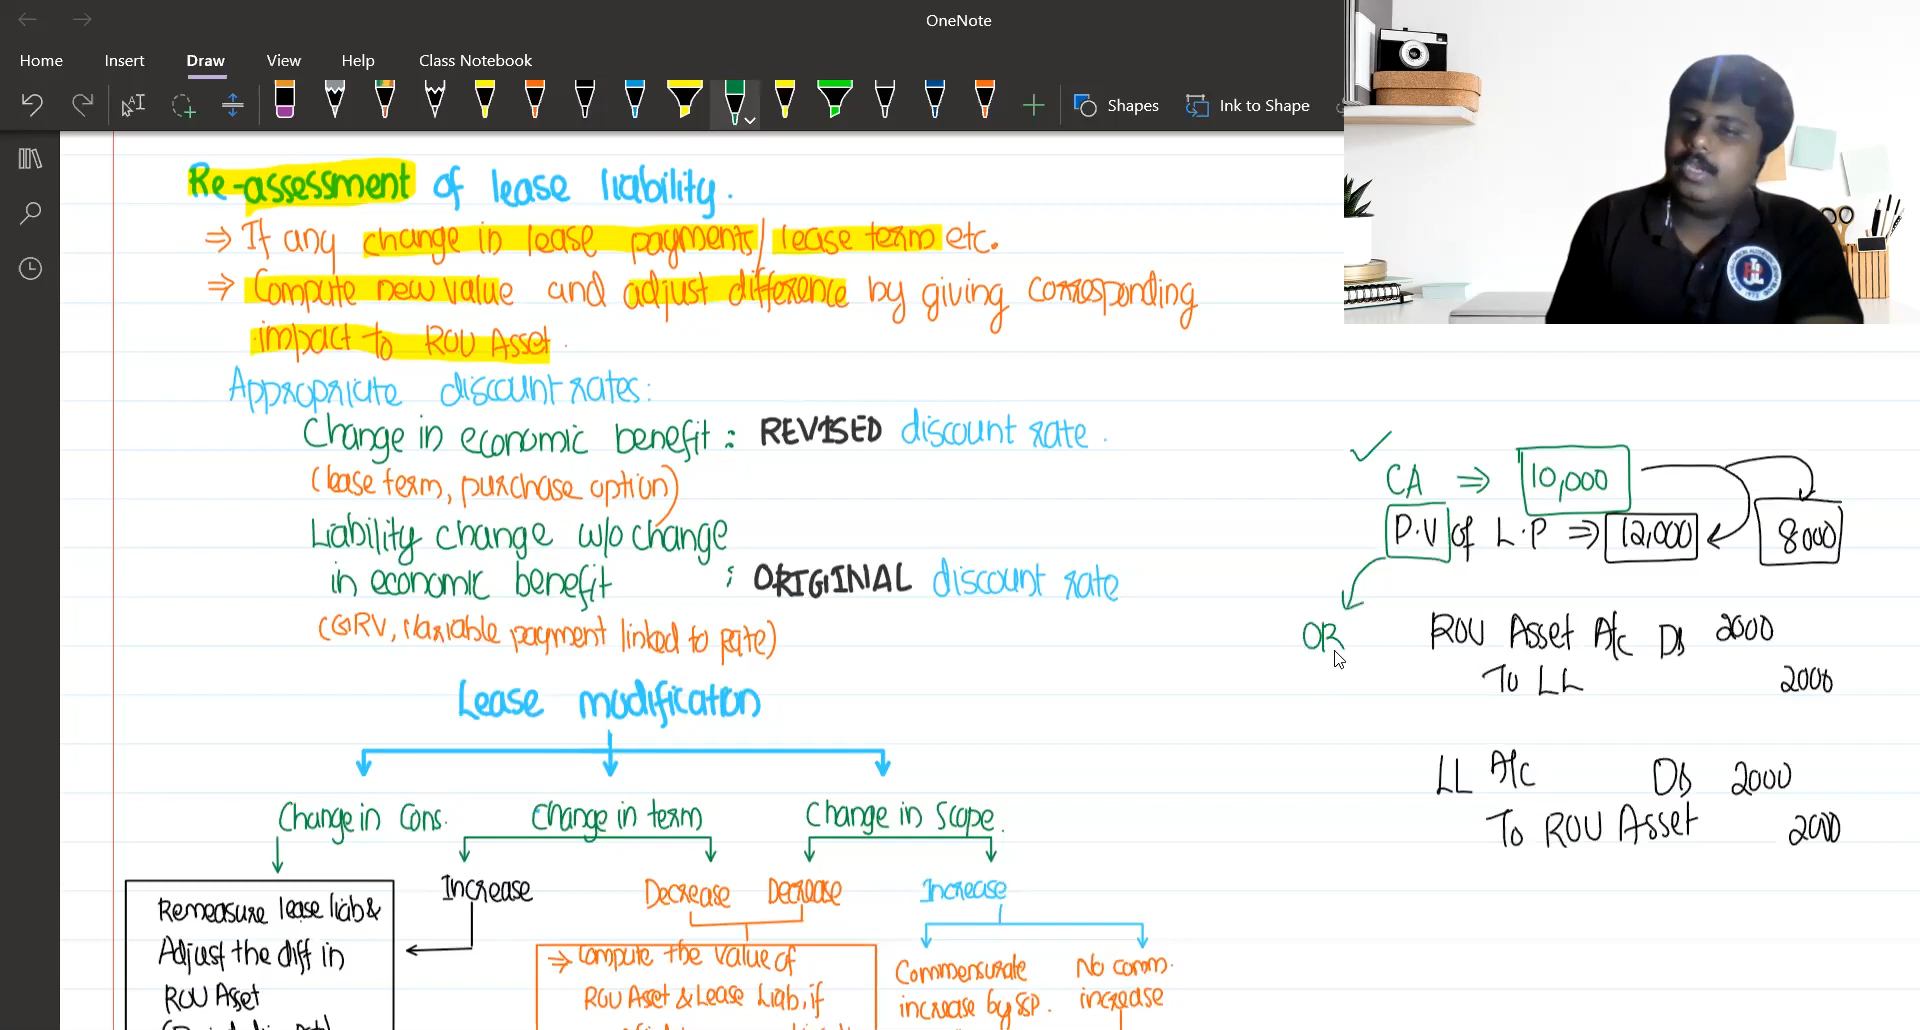 OneNote
Home Insert Draw View Help Class Notebook
Shapes Ink to Shape
Re-assessment of lease liability.
⇒ If any change in lease payments/ lease term etc.
⇒ Compute new value and adjust difference by giving corresponding
impact to ROU Asset.
Appropriate discount rates:
Change in economic benefit : REVISED discount rate.
(lease term, purchase option)
Liability change w/o change
in economic benefit : ORIGINAL discount rate
(GRV, variable payment linked to rate)
Lease modification
Change in Cons. Change in term Change in Scope.
Increase Decrease Decrease Increase
Remeasure lease liab &
Adjust the diff in
ROU Asset
⇒ Compute the value of
ROU Asset & Lease Liab, if
Commensurate
increase by SSP.
No comm.
increase
CA ⇒ 10,000
P.V of L.P ⇒ 12,000 8000
OR
ROU Asset A/c Dr 2000
To LL 2000
LL A/c Dr 2000
To ROU Asset 2000